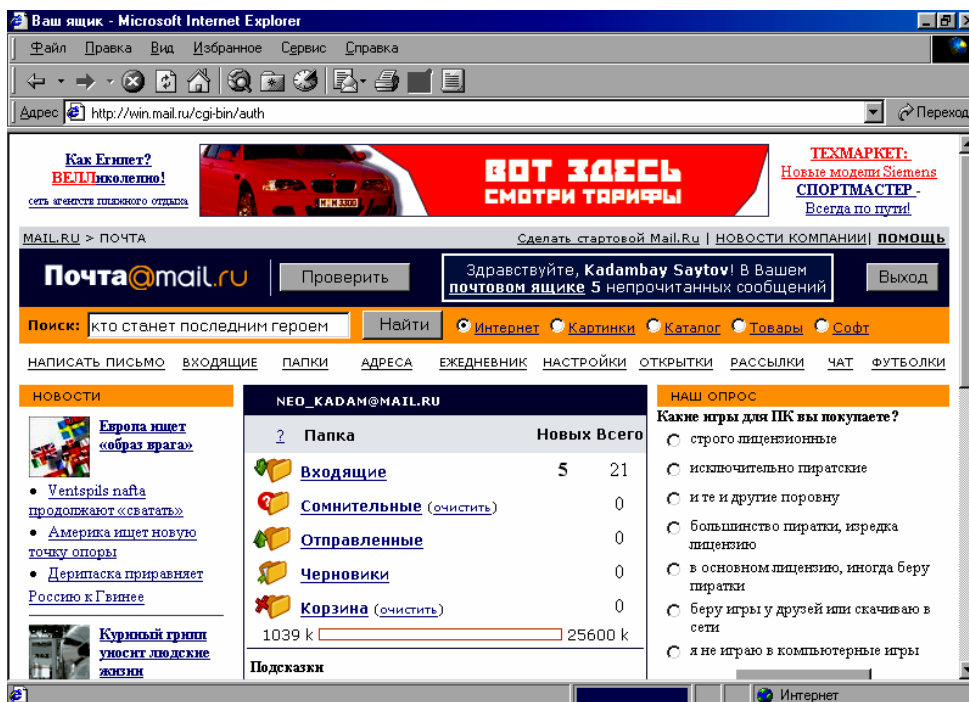 Ваш ящик - Microsoft Internet Explorer
Файл Правка Вид Избранное Сервис Справка
Адрес http://win.mail.ru/cgi-bin/auth Переход
Как Египет?
ВЕЛЛиколепно!
сеть агентств пляжного отдыха
ВОТ ЗДЕСЬ
СМОТРИ ТАРИФЫ
ТЕХМАРКЕТ:
Новые модели Siemens
СПОРТМАСТЕР -
Всегда по пути!
MAIL.RU > ПОЧТА
Сделать стартовой Mail.Ru | НОВОСТИ КОМПАНИИ| ПОМОЩЬ
Почта@mail.ru
Проверить
Здравствуйте, Kadambay Saytov! В Вашем
почтовом ящике 5 непрочитанных сообщений
Выход
Поиск: кто станет последним героем Найти Интернет Картинки Каталог Товары Софт
НАПИСАТЬ ПИСЬМО ВХОДЯЩИЕ ПАПКИ АДРЕСА ЕЖЕДНЕВНИК НАСТРОЙКИ ОТКРЫТКИ РАССЫЛКИ ЧАТ ФУТБОЛКИ
НОВОСТИ
Европа ищет
«образ врага»
• Ventspils nafta
продолжают «сватать»
• Америка ищет новую
точку опоры
• Дерипаска приравняет
Россию к Гвинее
Куриный грипп
уносит людские
жизни
NEO_KADAM@MAIL.RU
? Папка Новых Всего
Входящие 5 21
Сомнительные (очистить) 0
Отправленные 0
Черновики 0
Корзина (очистить) 0
1039 k 25600 k
Подсказки
НАШ ОПРОС
Какие игры для ПК вы покупаете?
строго лицензионные
исключительно пиратские
и те и другие поровну
большинство пиратки, изредка
лицензию
в основном лицензию, иногда беру
пиратки
беру игры у друзей или скачиваю в
сети
я не играю в компьютерные игры
Интернет